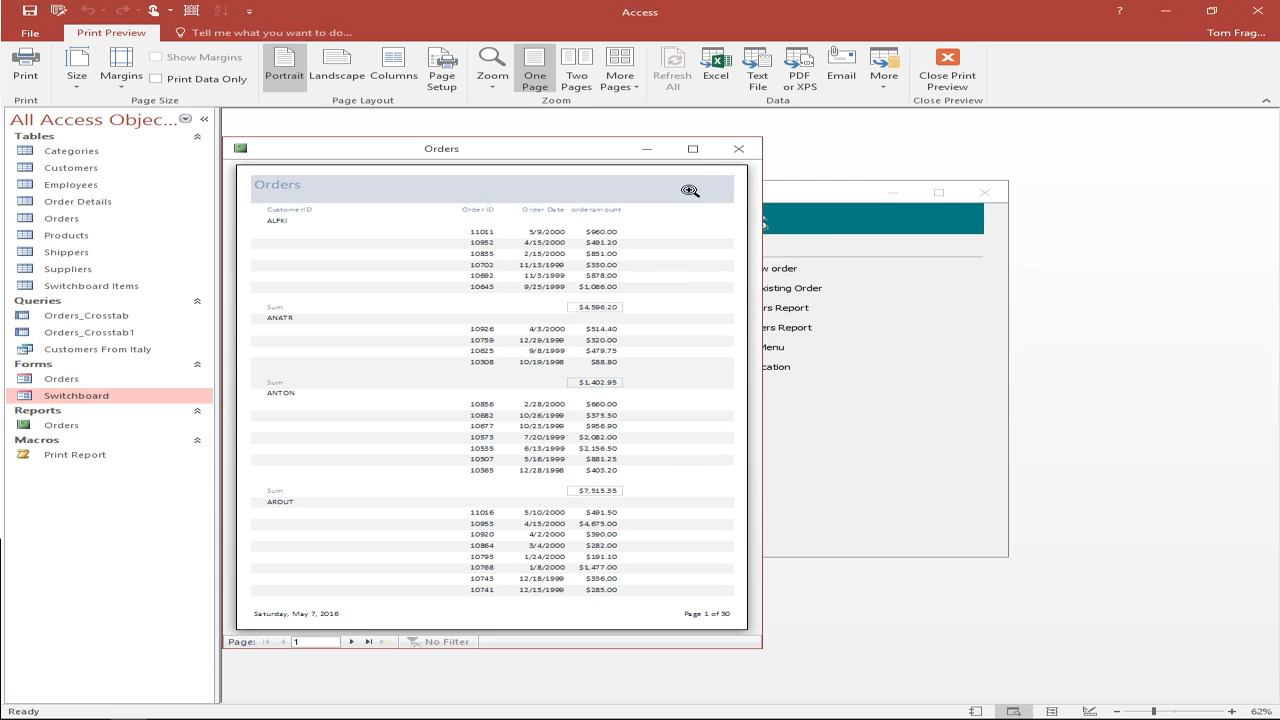 Access
File Print Preview Tell me what you want to do... Tom Frag...
Print Size Margins Show Margins Print Data Only Portrait Landscape Columns Page Setup Zoom One Page Two Pages More Pages Refresh All Excel Text File PDF or XPS Email More Close Print Preview
Print Page Size Page Layout Zoom Data Close Preview
All Access Objec...
Tables
Categories
Customers
Employees
Order Details
Orders
Products
Shippers
Suppliers
Switchboard Items
Queries
Orders_Crosstab
Orders_Crosstab1
Customers From Italy
Forms
Orders
Switchboard
Reports
Orders
Macros
Print Report
Orders
Orders
CustomerID Order ID Order Date orderamount
ALFKI
11011 5/9/2000 $960.00
10952 4/15/2000 $491.20
10835 2/15/2000 $851.00
10702 11/13/1999 $330.00
10692 11/3/1999 $878.00
10643 9/25/1999 $1,086.00
Sum $4,596.20
ANATR
10926 4/3/2000 $514.40
10759 12/29/1999 $320.00
10625 9/8/1999 $479.75
10308 10/19/1998 $88.80
Sum $1,402.95
ANTON
10856 2/28/2000 $660.00
10682 10/26/1999 $375.50
10677 10/23/1999 $956.90
10573 7/20/1999 $2,082.00
10535 6/13/1999 $2,156.50
10507 5/16/1999 $881.25
10365 12/28/1998 $403.20
Sum $7,515.35
AROUT
11016 5/10/2000 $491.50
10953 4/15/2000 $4,675.00
10920 4/2/2000 $390.00
10864 3/4/2000 $282.00
10793 1/24/2000 $191.10
10768 1/8/2000 $1,477.00
10743 12/18/1999 $336.00
10741 12/15/1999 $285.00
Saturday, May 7, 2016 Page 1 of 30
Page: 1 No Filter
w order
xisting Order
rs Report
ers Report
Menu
cation
Ready 62%